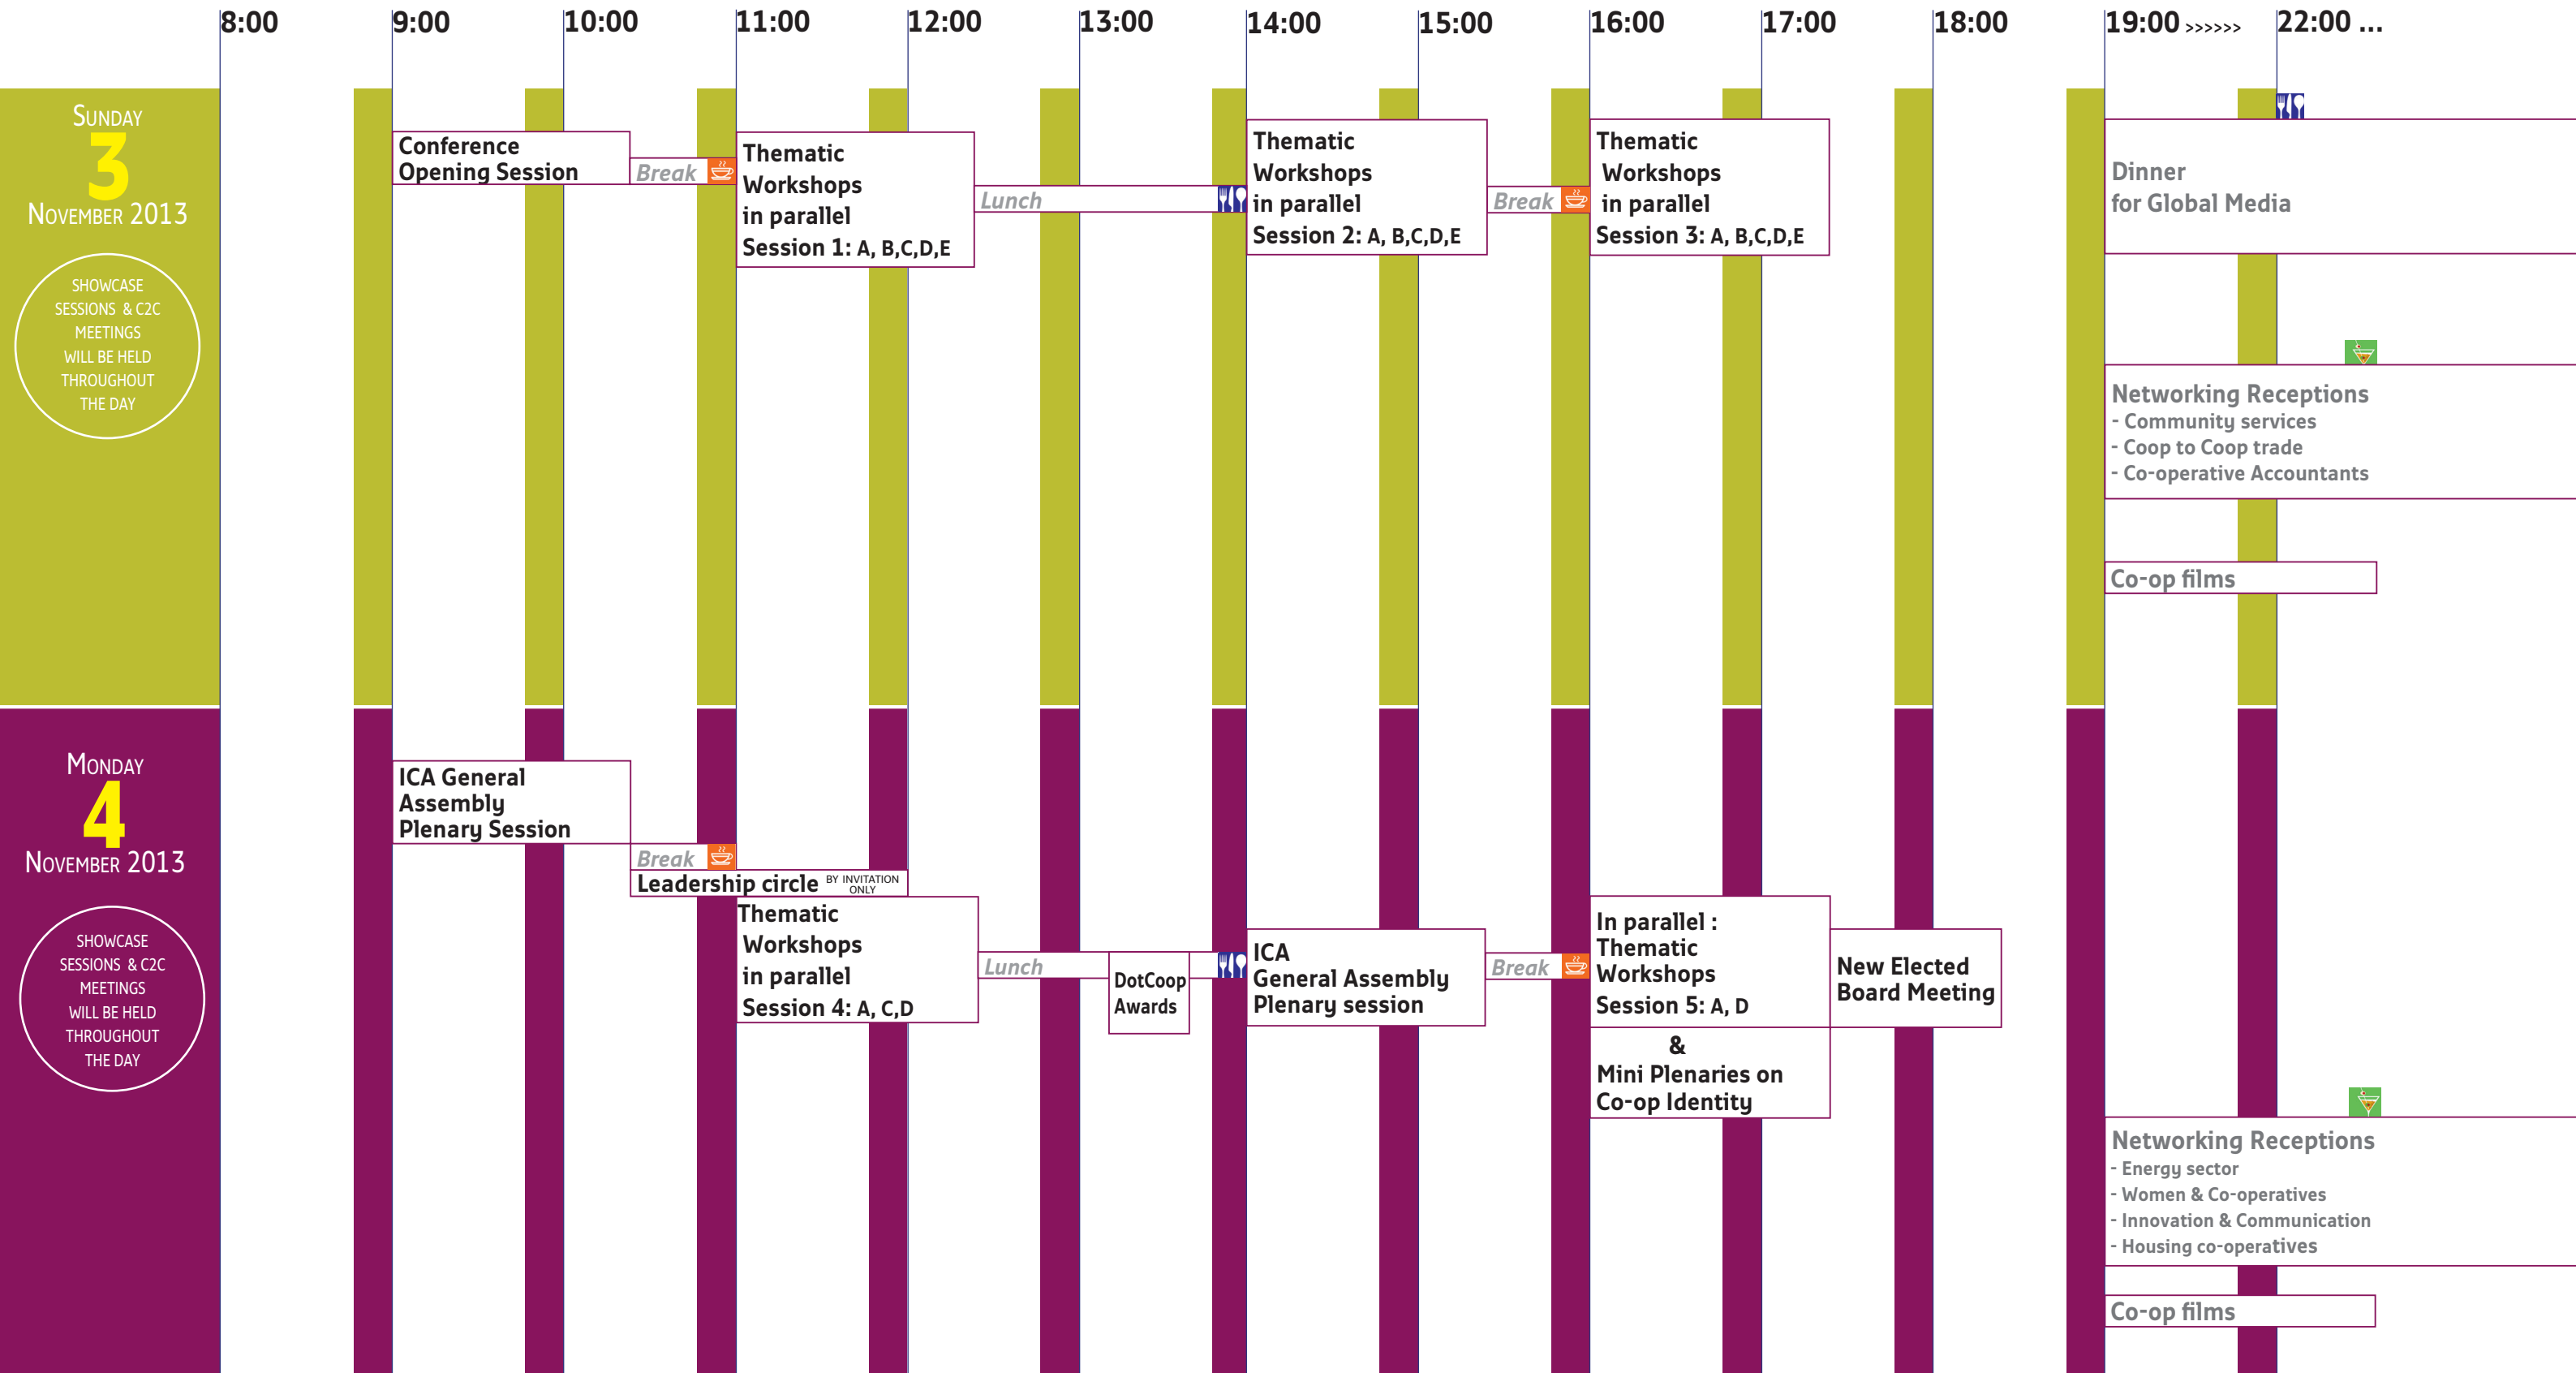 8:00 9:00 10:00 11:00 12:00 13:00 14:00 15:00 16:00 17:00 18:00 19:00 >>>>>> 22:00 ...
Sunday
3
November 2013
SHOWCASE
SESSIONS & C2C
MEETINGS
WILL BE HELD
THROUGHOUT
THE DAY
Conference
Opening Session
Break
Thematic
Workshops
in parallel
Session 1: A, B,C,D,E
Lunch
Thematic
Workshops
in parallel
Session 2: A, B,C,D,E
Break
Thematic
Workshops
in parallel
Session 3: A, B,C,D,E
Dinner
for Global Media
Networking Receptions
- Community services
- Coop to Coop trade
- Co-operative Accountants
Co-op films
Monday
4
November 2013
SHOWCASE
SESSIONS & C2C
MEETINGS
WILL BE HELD
THROUGHOUT
THE DAY
ICA General
Assembly
Plenary Session
Break
Leadership circle BY INVITATION
ONLY
Thematic
Workshops
in parallel
Session 4: A, C,D
Lunch
DotCoop
Awards
ICA
General Assembly
Plenary session
Break
In parallel :
Thematic
Workshops
Session 5: A, D
&
Mini Plenaries on
Co-op Identity
New Elected
Board Meeting
Networking Receptions
- Energy sector
- Women & Co-operatives
- Innovation & Communication
- Housing co-operatives
Co-op films